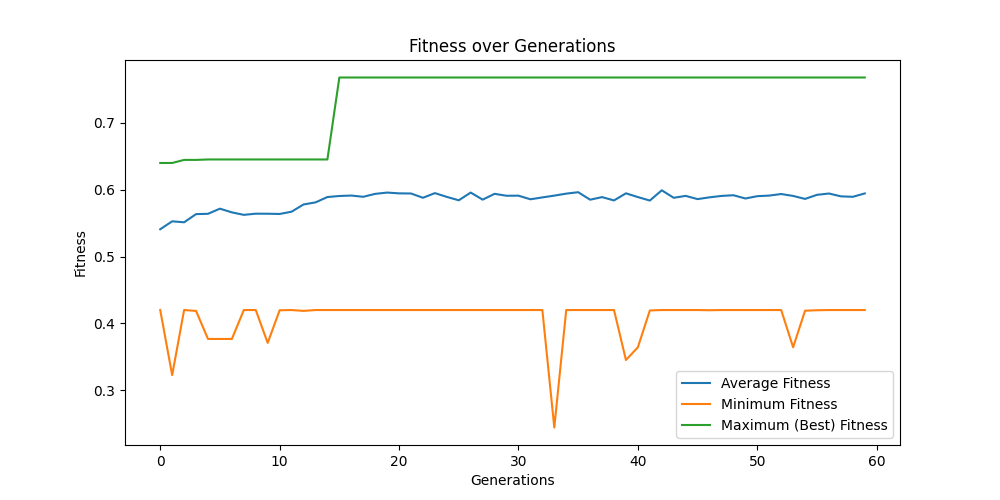 Fitness over Generations
Fitness
0.7
0.6
0.5
0.4
0.3
0
10
20
30
40
50
60
Generations
Average Fitness
Minimum Fitness
Maximum (Best) Fitness